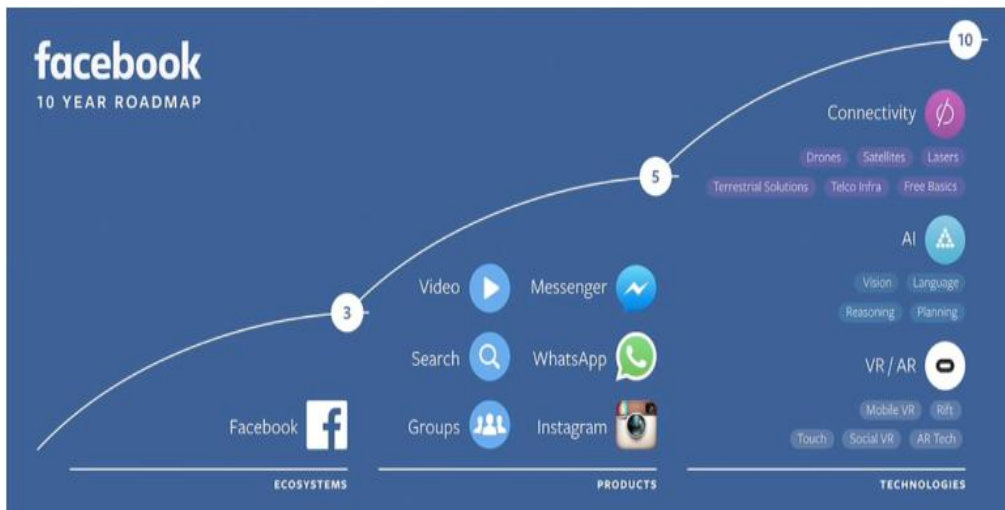 facebook
10 YEAR ROADMAP
3
5
10
Facebook
ECOSYSTEMS
Video
Messenger
Search
WhatsApp
Groups
Instagram
PRODUCTS
Connectivity
Drones Satellites Lasers
Terrestrial Solutions Telco Infra Free Basics
AI
Vision Language
Reasoning Planning
VR / AR
Mobile VR Rift
Touch Social VR AR Tech
TECHNOLOGIES